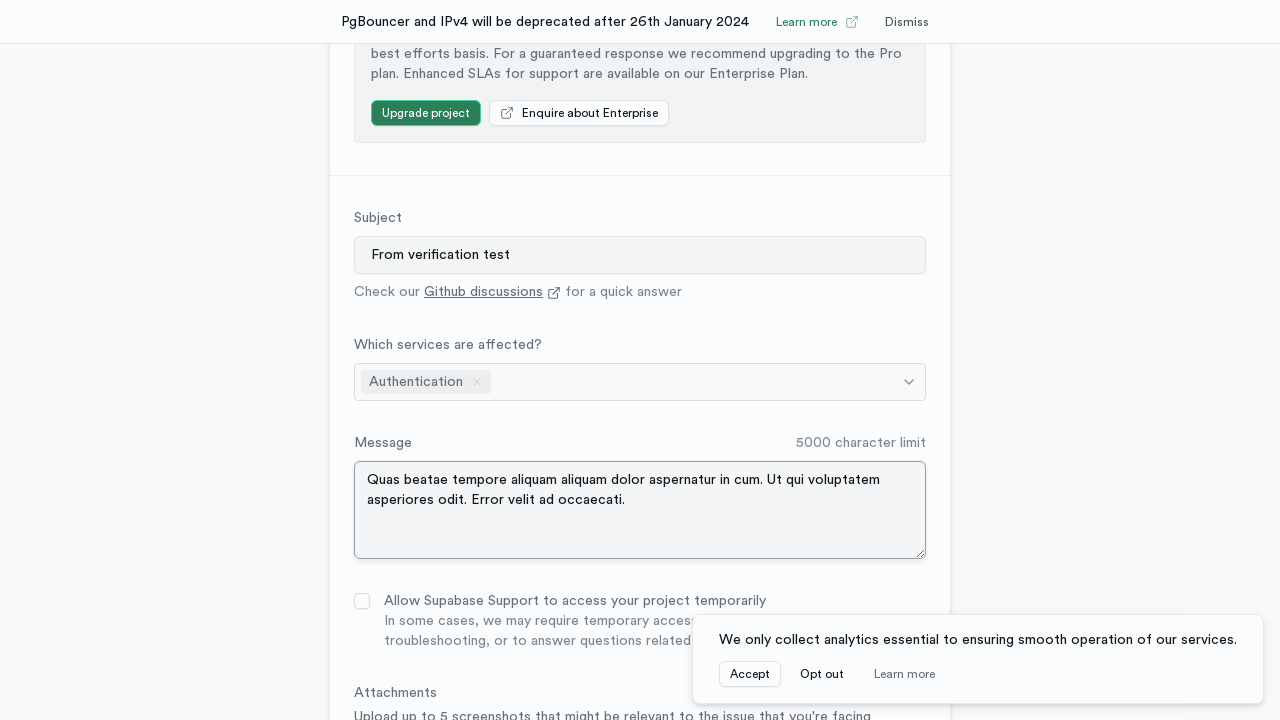 PgBouncer and IPv4 will be deprecated after 26th January 2024
Learn more
Dismiss
best efforts basis. For a guaranteed response we recommend upgrading to the Pro
plan. Enhanced SLAs for support are available on our Enterprise Plan.
Upgrade project
Enquire about Enterprise
Subject
From verification test
Check our Github discussions for a quick answer
Which services are affected?
Authentication
Message
5000 character limit
Quas beatae tempore aliquam aliquam dolor aspernatur in cum. Ut qui voluptatem
asperiores odit. Error velit ad occaecati.
Allow Supabase Support to access your project temporarily
In some cases, we may require temporary access
troubleshooting, or to answer questions related
We only collect analytics essential to ensuring smooth operation of our services.
Accept
Opt out
Learn more
Attachments
Upload up to 5 screenshots that might be relevant to the issue that you're facing